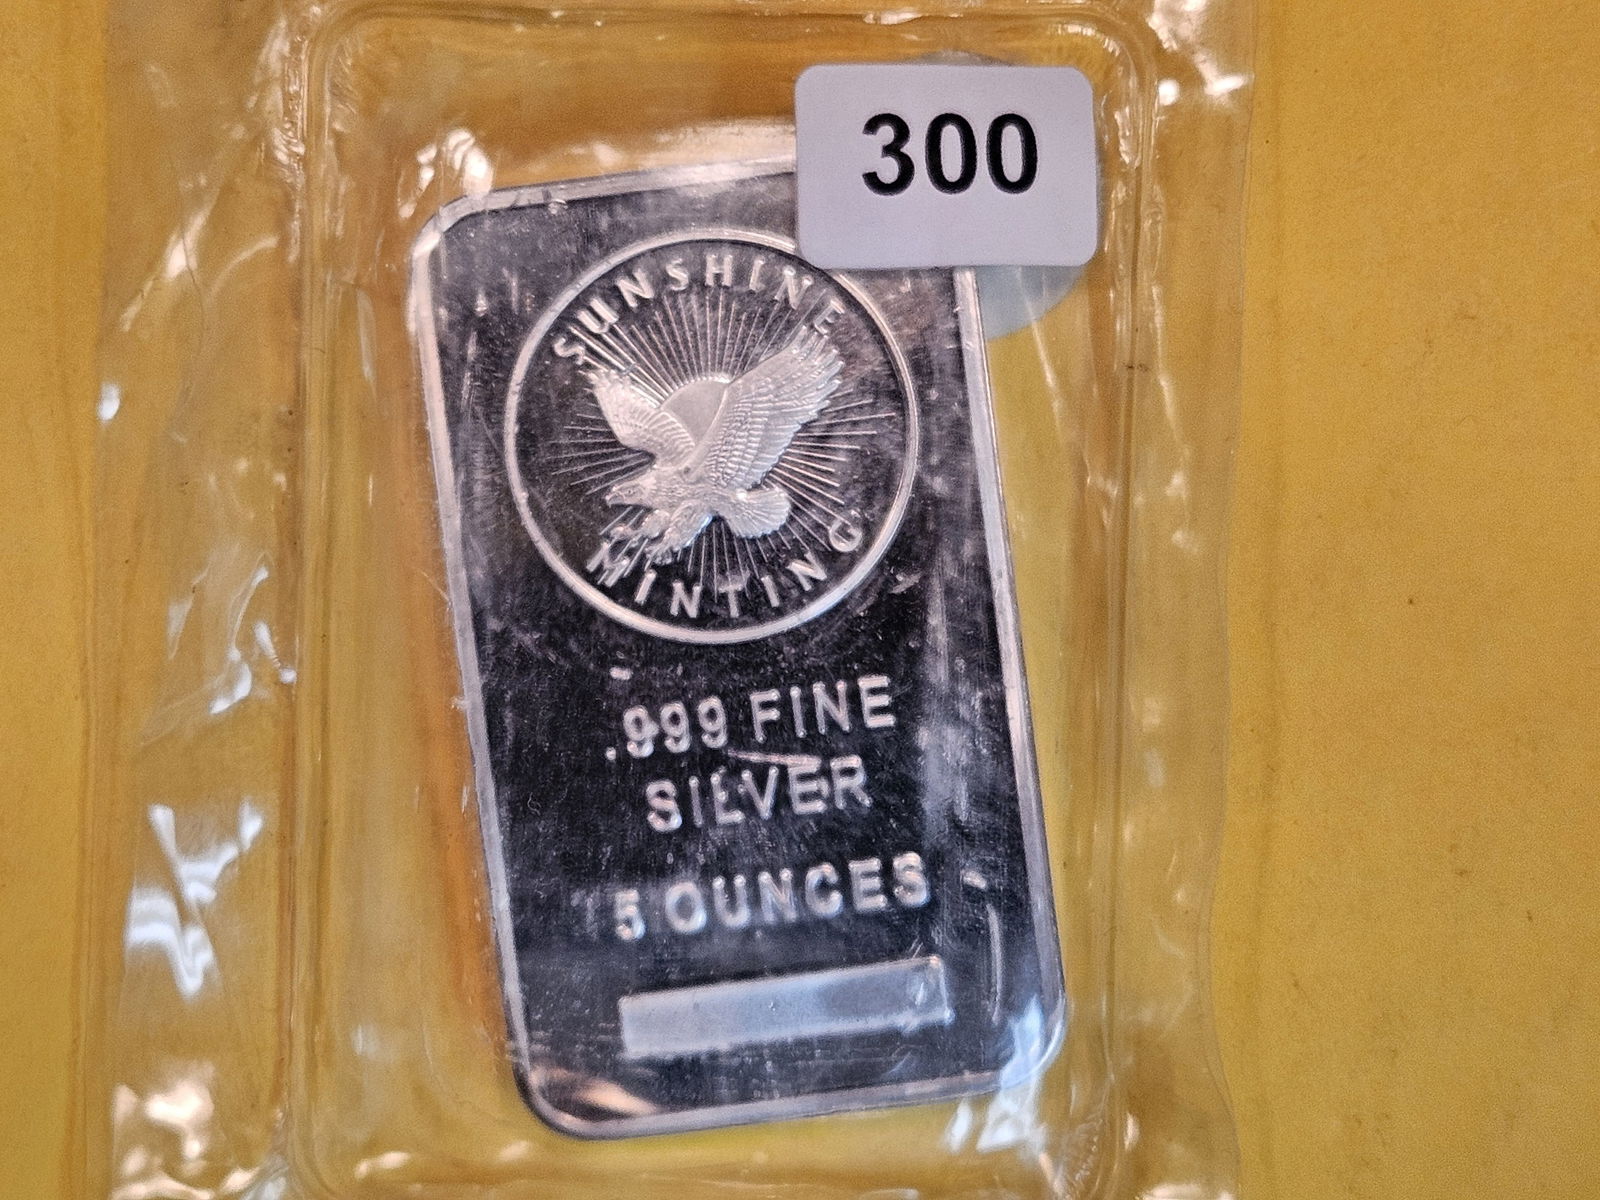 300
SUNSHINE
MINTING
.999 FINE
SILVER
5 OUNCES